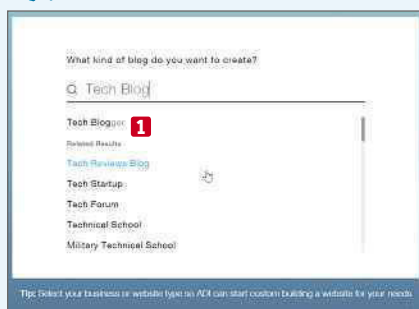 What kind of blog do you want to create?
Tech Blog
Tech Blogger
1
Related Results
Tech Reviews Blog
Tech Startup
Tech Forum
Technical School
Military Technical School
Tip: Select your business or website type so ADI can start custom building a website for your needs.